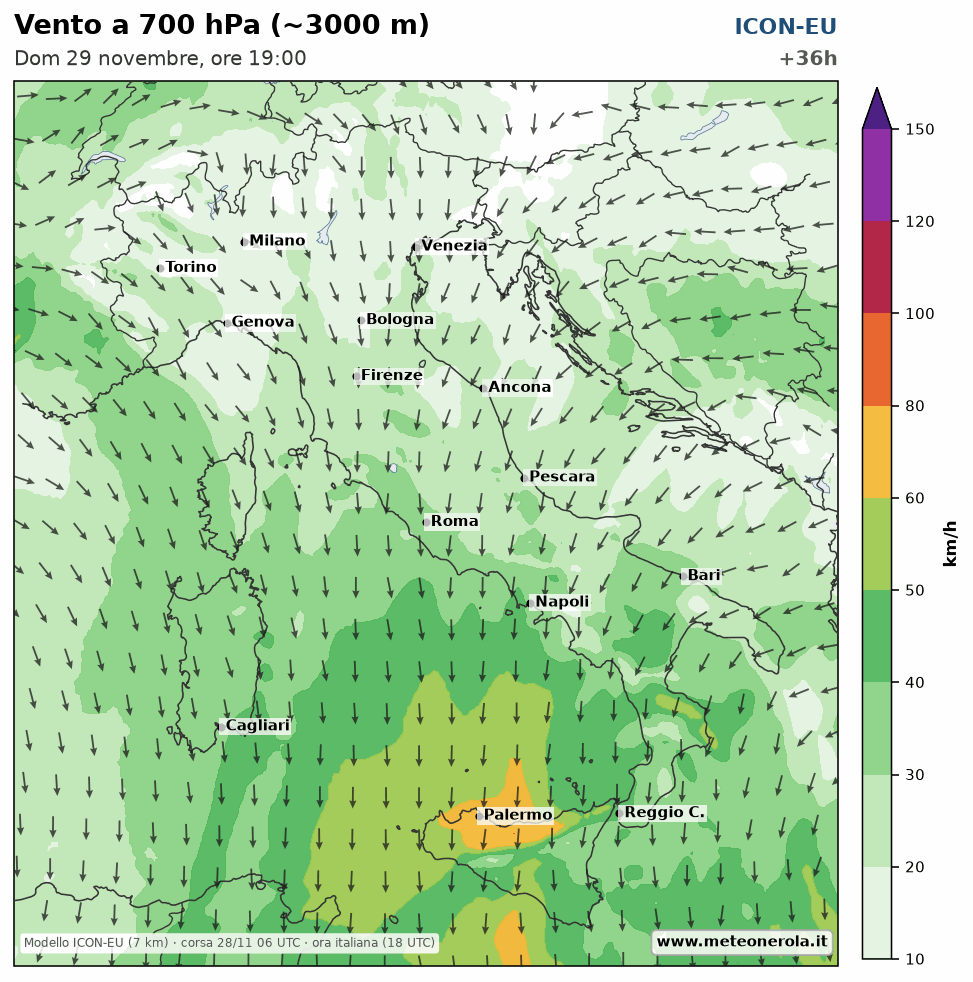 Vento a 700 hPa (~3000 m)
ICON-EU
Dom 29 novembre, ore 19:00
+36h
Milano
Venezia
Torino
Genova
Bologna
Firenze
Ancona
Pescara
Roma
Bari
Napoli
Cagliari
Palermo
Reggio C.
150
120
100
80
60
50
40
30
20
10
km/h
Modello ICON-EU (7 km) · corsa 28/11 06 UTC · ora italiana (18 UTC)
www.meteonerola.it